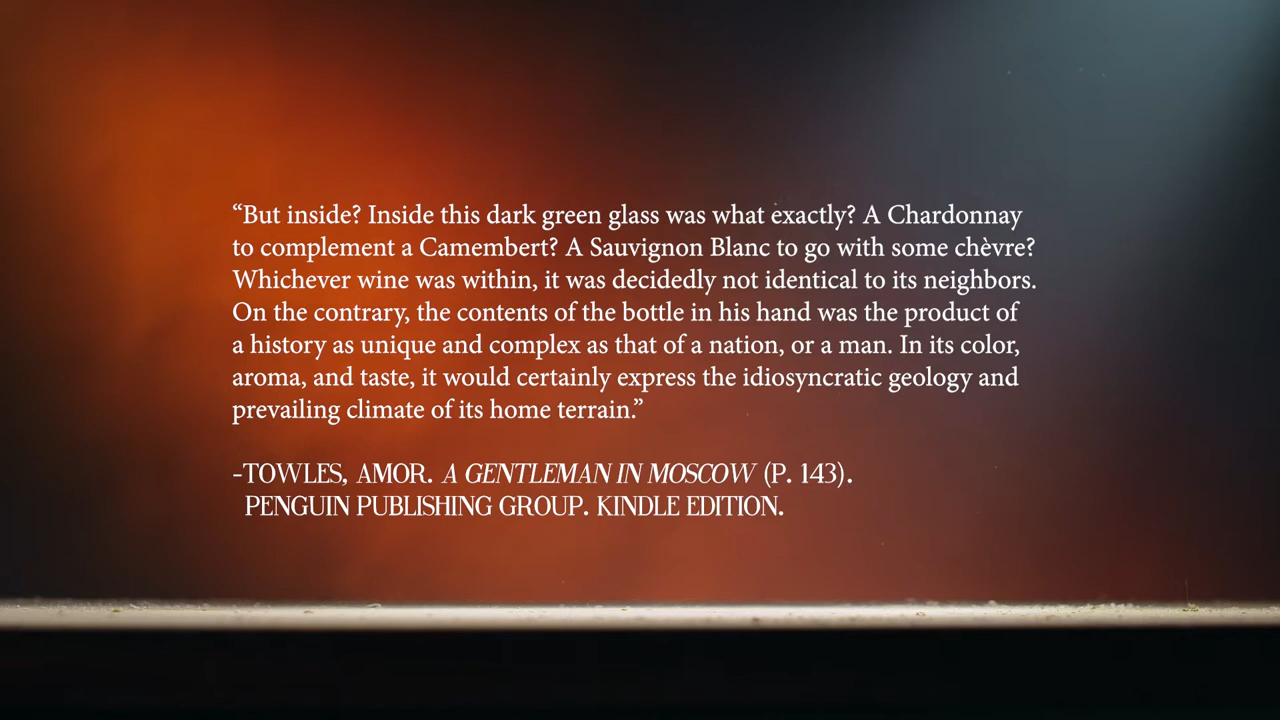 “But inside? Inside this dark green glass was what exactly? A Chardonnay
to complement a Camembert? A Sauvignon Blanc to go with some chèvre?
Whichever wine was within, it was decidedly not identical to its neighbors.
On the contrary, the contents of the bottle in his hand was the product of
a history as unique and complex as that of a nation, or a man. In its color,
aroma, and taste, it would certainly express the idiosyncratic geology and
prevailing climate of its home terrain.”
-TOWLES, AMOR. A GENTLEMAN IN MOSCOW (P. 143).
PENGUIN PUBLISHING GROUP. KINDLE EDITION.